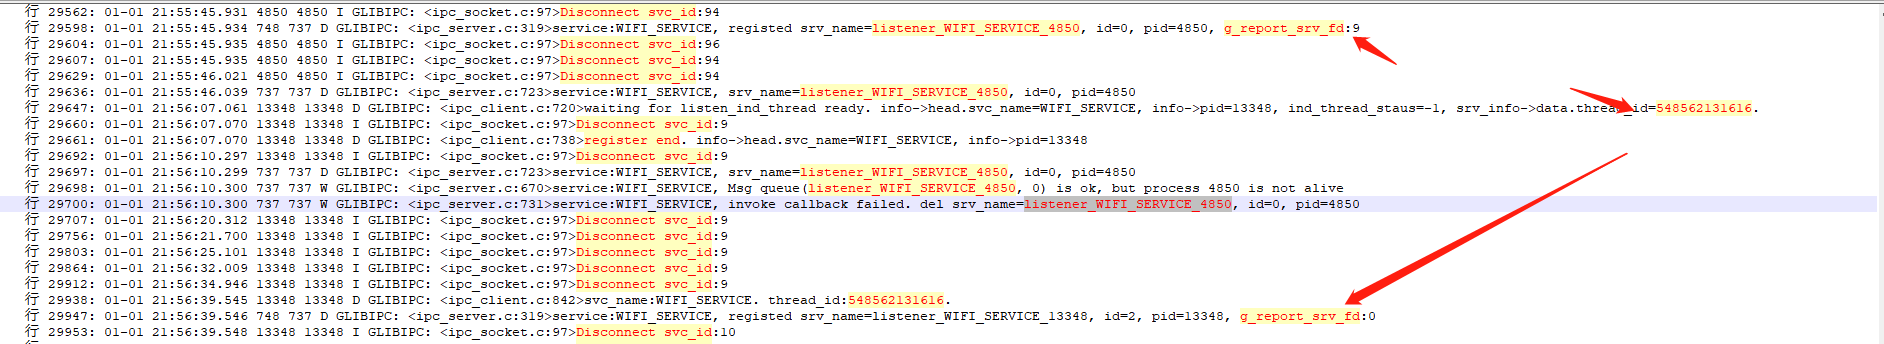 行 29562: 01-01 21:55:45.931 4850 4850 I GLIBIPC: <ipc_socket.c:97>Disconnect svc_id:94
行 29598: 01-01 21:55:45.934 748 737 D GLIBIPC: <ipc_server.c:319>service:WIFI_SERVICE, registed srv_name=listener_WIFI_SERVICE_4850, id=0, pid=4850, g_report_srv_fd:9
行 29604: 01-01 21:55:45.935 4850 4850 I GLIBIPC: <ipc_socket.c:97>Disconnect svc_id:96
行 29607: 01-01 21:55:45.935 4850 4850 I GLIBIPC: <ipc_socket.c:97>Disconnect svc_id:94
行 29629: 01-01 21:55:46.021 4850 4850 I GLIBIPC: <ipc_socket.c:97>Disconnect svc_id:94
行 29636: 01-01 21:55:46.039 737 737 D GLIBIPC: <ipc_server.c:723>service:WIFI_SERVICE, srv_name=listener_WIFI_SERVICE_4850, id=0, pid=4850
行 29647: 01-01 21:56:07.061 13348 13348 D GLIBIPC: <ipc_client.c:720>waiting for listen_ind_thread ready. info->head.svc_name=WIFI_SERVICE, info->pid=13348, ind_thread_staus=-1, srv_info->data.thread_id=548562131616.
行 29660: 01-01 21:56:07.070 13348 13348 I GLIBIPC: <ipc_socket.c:97>Disconnect svc_id:9
行 29661: 01-01 21:56:07.070 13348 13348 D GLIBIPC: <ipc_client.c:738>register end. info->head.svc_name=WIFI_SERVICE, info->pid=13348
行 29692: 01-01 21:56:10.297 13348 13348 I GLIBIPC: <ipc_socket.c:97>Disconnect svc_id:9
行 29697: 01-01 21:56:10.299 737 737 D GLIBIPC: <ipc_server.c:723>service:WIFI_SERVICE, srv_name=listener_WIFI_SERVICE_4850, id=0, pid=4850
行 29698: 01-01 21:56:10.300 737 737 W GLIBIPC: <ipc_server.c:670>service:WIFI_SERVICE, Msg queue(listener_WIFI_SERVICE_4850, 0) is ok, but process 4850 is not alive
行 29700: 01-01 21:56:10.300 737 737 W GLIBIPC: <ipc_server.c:731>service:WIFI_SERVICE, invoke callback failed. del srv_name=listener_WIFI_SERVICE_4850, id=0, pid=4850
行 29707: 01-01 21:56:20.312 13348 13348 I GLIBIPC: <ipc_socket.c:97>Disconnect svc_id:9
行 29756: 01-01 21:56:21.700 13348 13348 I GLIBIPC: <ipc_socket.c:97>Disconnect svc_id:9
行 29803: 01-01 21:56:25.101 13348 13348 I GLIBIPC: <ipc_socket.c:97>Disconnect svc_id:9
行 29864: 01-01 21:56:32.009 13348 13348 I GLIBIPC: <ipc_socket.c:97>Disconnect svc_id:9
行 29912: 01-01 21:56:34.946 13348 13348 I GLIBIPC: <ipc_socket.c:97>Disconnect svc_id:9
行 29938: 01-01 21:56:39.545 13348 13348 D GLIBIPC: <ipc_client.c:842>svc_name:WIFI_SERVICE. thread_id:548562131616.
行 29947: 01-01 21:56:39.546 748 737 D GLIBIPC: <ipc_server.c:319>service:WIFI_SERVICE, registed srv_name=listener_WIFI_SERVICE_13348, id=2, pid=13348, g_report_srv_fd:0
行 29953: 01-01 21:56:39.548 13348 13348 I GLIBIPC: <ipc_socket.c:97>Disconnect svc_id:10